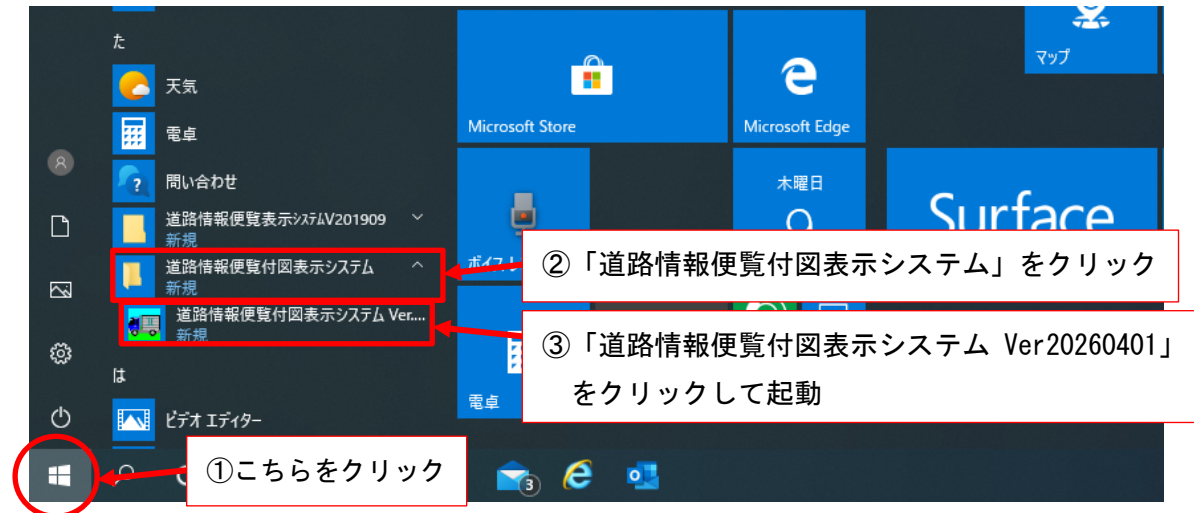 た
天気
電卓
問い合わせ
道路情報便覧表示ｼｽﾃﾑV201909
新規
道路情報便覧付図表示システム
新規
道路情報便覧付図表示システム Ver....
新規
は
ビデオ エディター
Microsoft Store
Microsoft Edge
マップ
木曜日
Surface
ボイス レ
電卓
②「道路情報便覧付図表示システム」をクリック
③「道路情報便覧付図表示システム Ver20260401」
をクリックして起動
①こちらをクリック
3